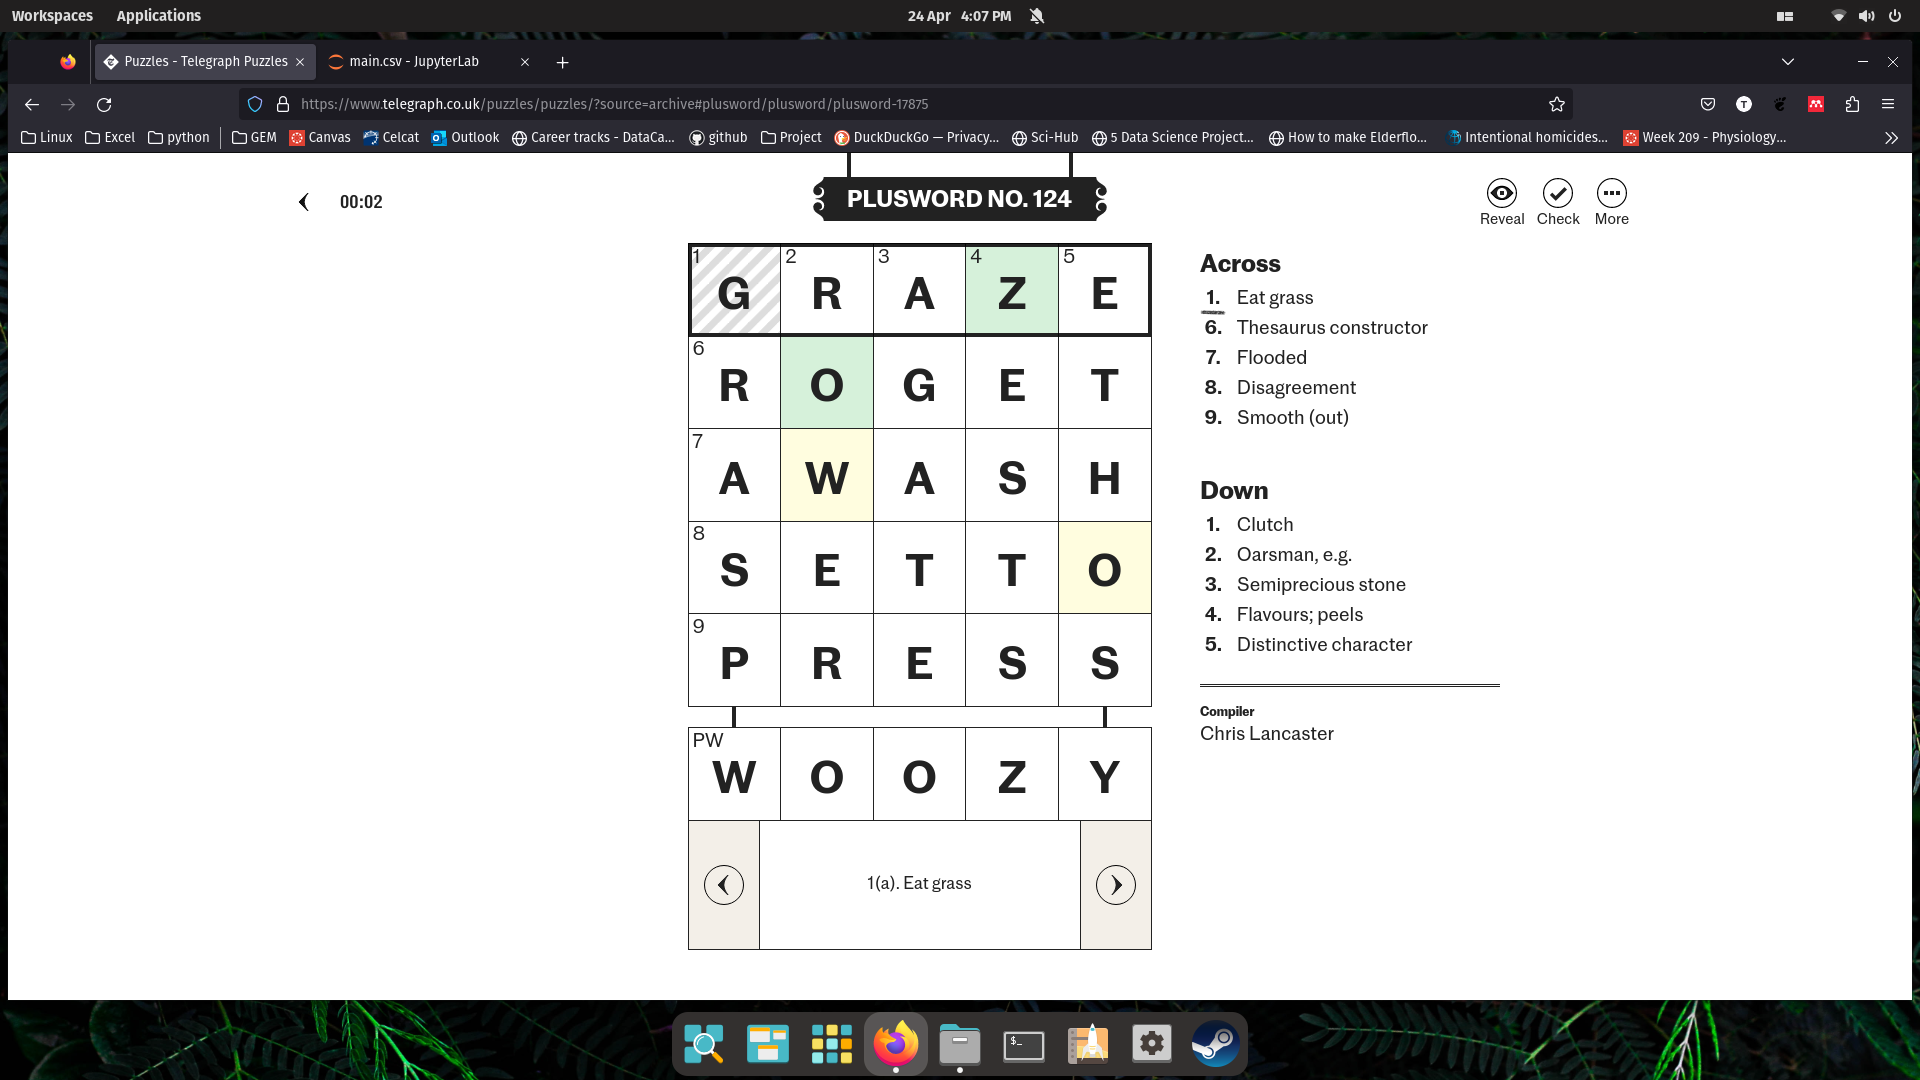 Workspaces Applications 24 Apr 4:07 PM
Puzzles - Telegraph Puzzles main.csv - JupyterLab
https://www.telegraph.co.uk/puzzles/puzzles/?source=archive#plusword/plusword/plusword-17875
Linux Excel python GEM Canvas Celcat Outlook Career tracks - DataCa... github Project DuckDuckGo — Privacy... Sci-Hub 5 Data Science Project... How to make Elderflo... Intentional homicides... Week 209 - Physiology...
00:02
PLUSWORD NO. 124
Reveal Check More
1 G 2 R 3 A 4 Z 5 E
6 R O G E T
7 A W A S H
8 S E T T O
9 P R E S S
PW W O O Z Y
1(a). Eat grass
Across
1. Eat grass
6. Thesaurus constructor
7. Flooded
8. Disagreement
9. Smooth (out)
Down
1. Clutch
2. Oarsman, e.g.
3. Semiprecious stone
4. Flavours; peels
5. Distinctive character
Compiler
Chris Lancaster
$_